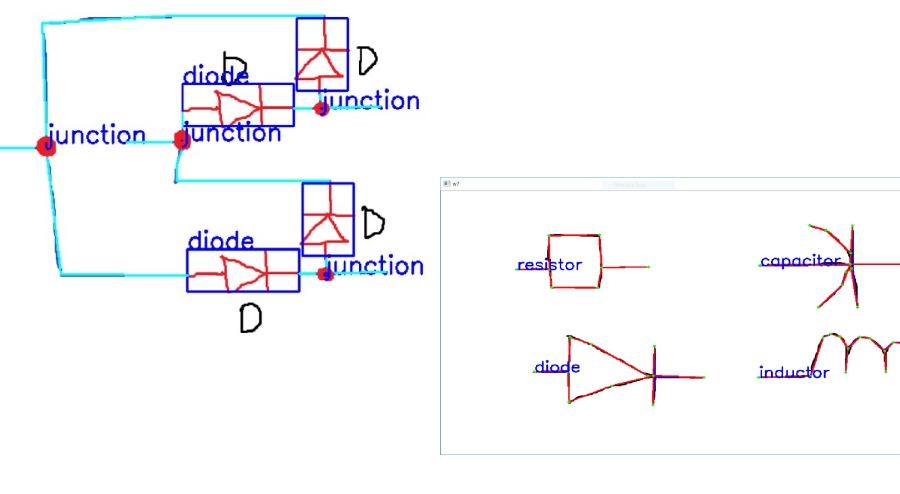 D
D
diode
junction
junction
junction
D
diode
junction
D
w7
resistor
capacitor
diode
inductor